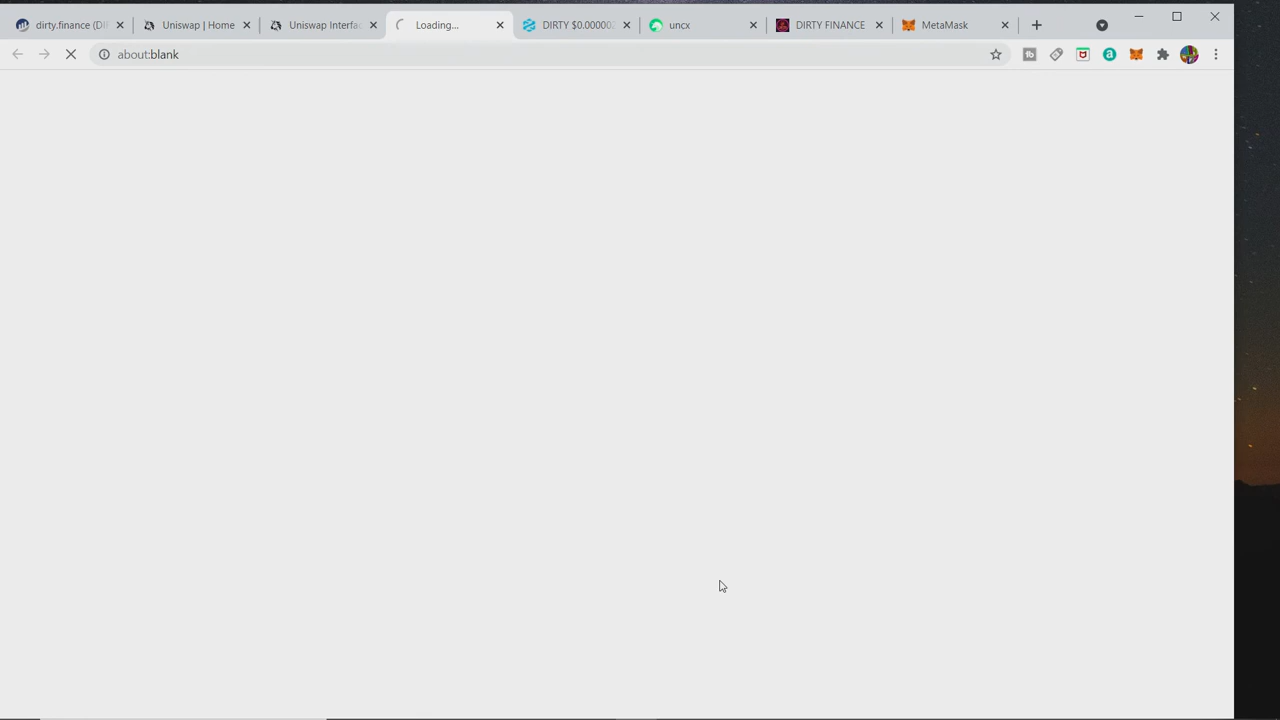 dirty.finance (DI
Uniswap | Home
Uniswap Interfac
Loading...
DIRTY $0.00000
uncx
DIRTY FINANCE
MetaMask
about:blank